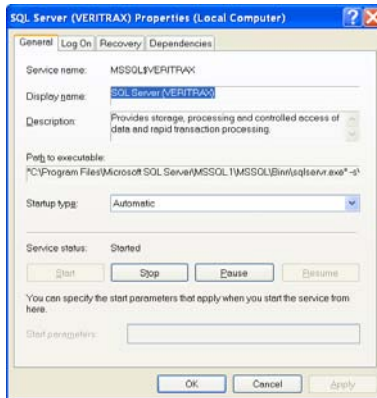 SQL Server (VERITRAX) Properties (Local Computer)
General Log On Recovery Dependencies
Service name: MSSQL$VERITRAX
Display name: SQL Server (VERITRAX)
Description: Provides storage, processing and controlled access of
data and rapid transaction processing.
Path to executable:
"C:\Program Files\Microsoft SQL Server\MSSQL.1\MSSQL\Binn\sqlservr.exe" -s
Startup type: Automatic
Service status: Started
Start Stop Pause Resume
You can specify the start parameters that apply when you start the service from
here.
Start parameters:
OK Cancel Apply